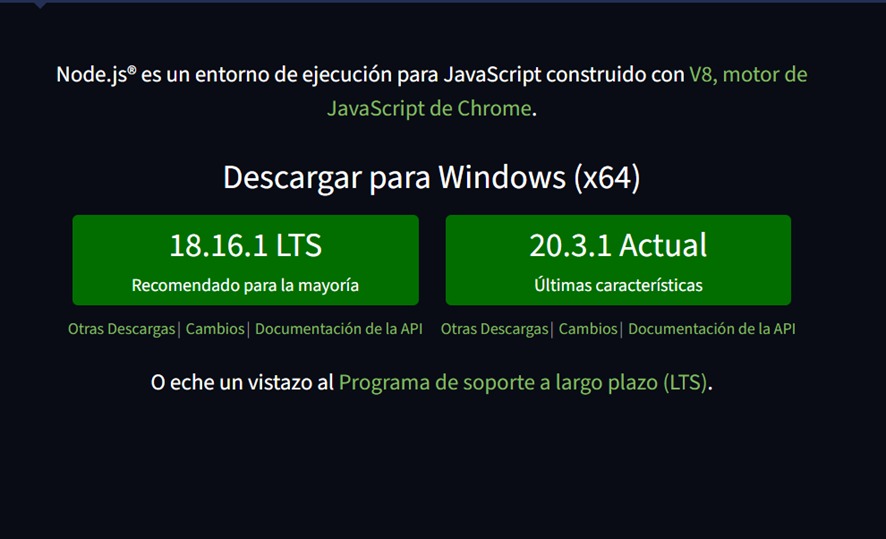 Node.js® es un entorno de ejecución para JavaScript construido con V8, motor de
JavaScript de Chrome.
Descargar para Windows (x64)
18.16.1 LTS
Recomendado para la mayoría
20.3.1 Actual
Últimas características
Otras Descargas| Cambios| Documentación de la API
Otras Descargas| Cambios| Documentación de la API
O eche un vistazo al Programa de soporte a largo plazo (LTS).